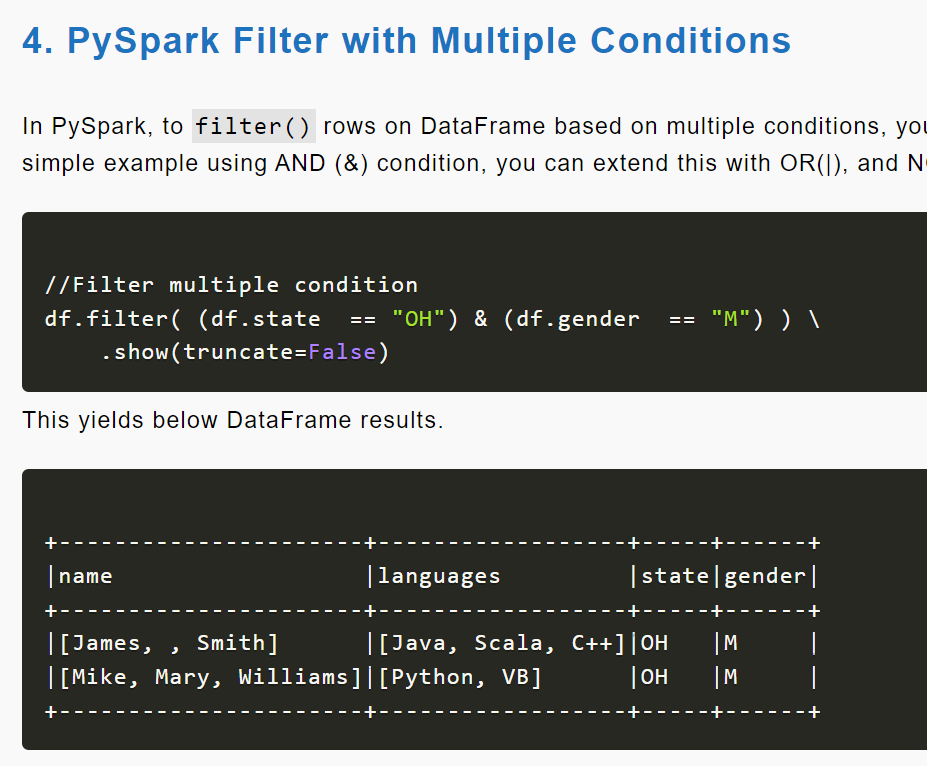 4. PySpark Filter with Multiple Conditions
In PySpark, to filter() rows on DataFrame based on multiple conditions, you
simple example using AND (&) condition, you can extend this with OR(|), and N
//Filter multiple condition
df.filter( (df.state  == "OH") & (df.gender  == "M") ) \
    .show(truncate=False)
This yields below DataFrame results.
+----------------------+------------------+-----+------+
|name                  |languages         |state|gender|
+----------------------+------------------+-----+------+
|[James, , Smith]      |[Java, Scala, C++]|OH   |M     |
|[Mike, Mary, Williams]|[Python, VB]      |OH   |M     |
+----------------------+------------------+-----+------+